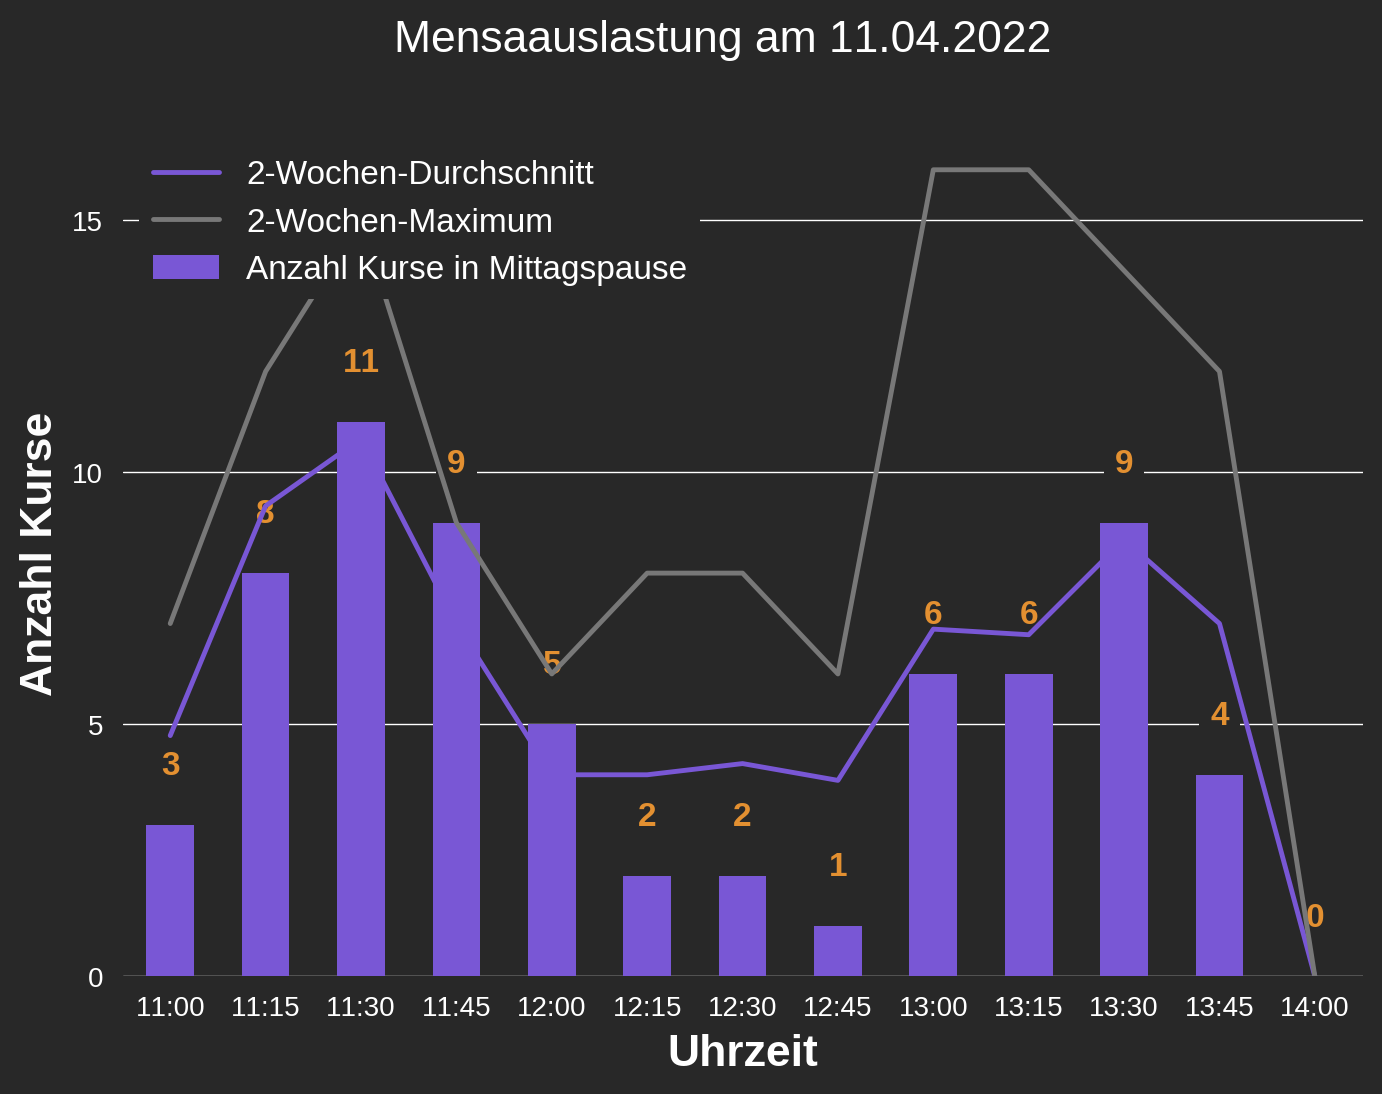 Mensaauslastung am 11.04.2022
2-Wochen-Durchschnitt
2-Wochen-Maximum
Anzahl Kurse in Mittagspause
Anzahl Kurse
15
10
5
0
3
8
11
9
5
2
2
1
6
6
9
4
0
11:00 11:15 11:30 11:45 12:00 12:15 12:30 12:45 13:00 13:15 13:30 13:45 14:00
Uhrzeit